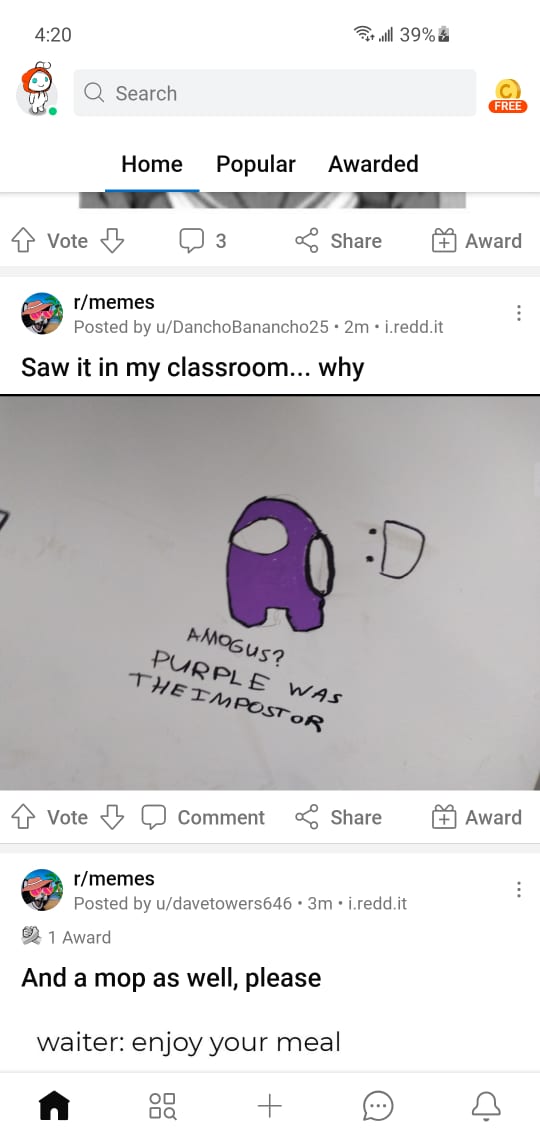 4:20
39%
Search
C
FREE
Home Popular Awarded
Vote 3 Share Award
r/memes
Posted by u/DanchoBanancho25 • 2m • i.redd.it
Saw it in my classroom... why
:D
AMOGUS?
PURPLE WAS
THE IMPOSTOR
Vote Comment Share Award
r/memes
Posted by u/davetowers646 • 3m • i.redd.it
1 Award
And a mop as well, please
waiter: enjoy your meal